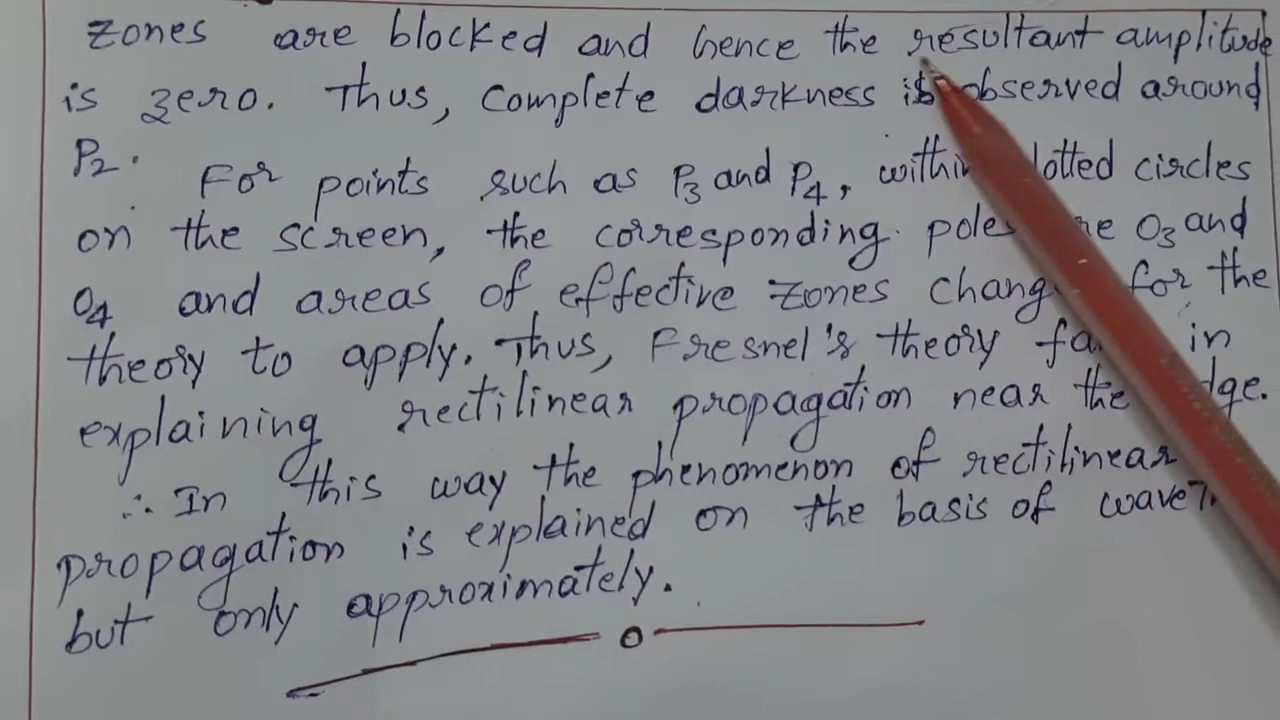 zones are blocked and hence the resultant amplitude
is zero. Thus, complete darkness is observed around
P2.
For points such as P3 and P4, within dotted circles
on the screen, the corresponding poles are O3 and
O4 and areas of effective zones change for the
theory to apply. Thus, Fresnel's theory in
explaining rectilinear propagation near the edge.
∴ In this way the phenomenon of rectilinear
propagation is explained on the basis of wave
but only approximately.